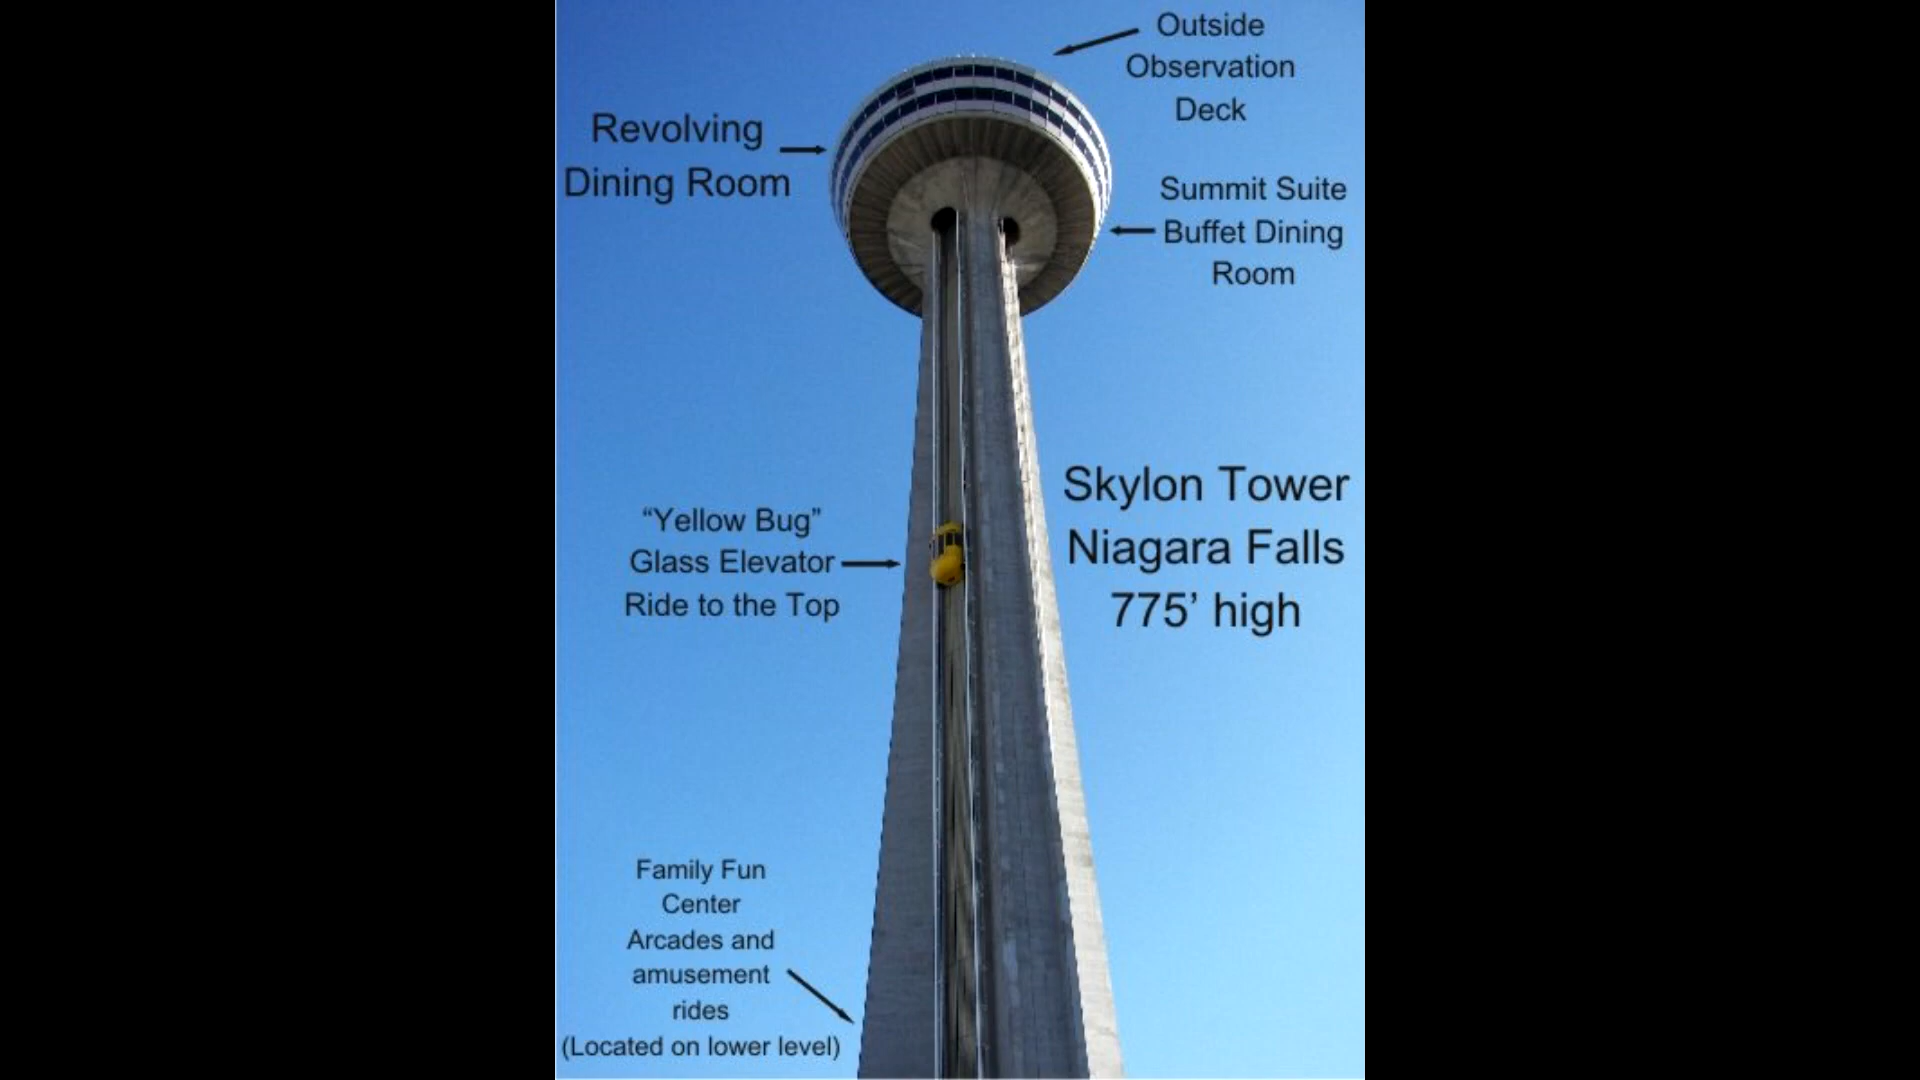 Outside
Observation
Deck
Revolving
Dining Room
Summit Suite
Buffet Dining
Room
“Yellow Bug”
Glass Elevator
Ride to the Top
Skylon Tower
Niagara Falls
775’ high
Family Fun
Center
Arcades and
amusement
rides
(Located on lower level)